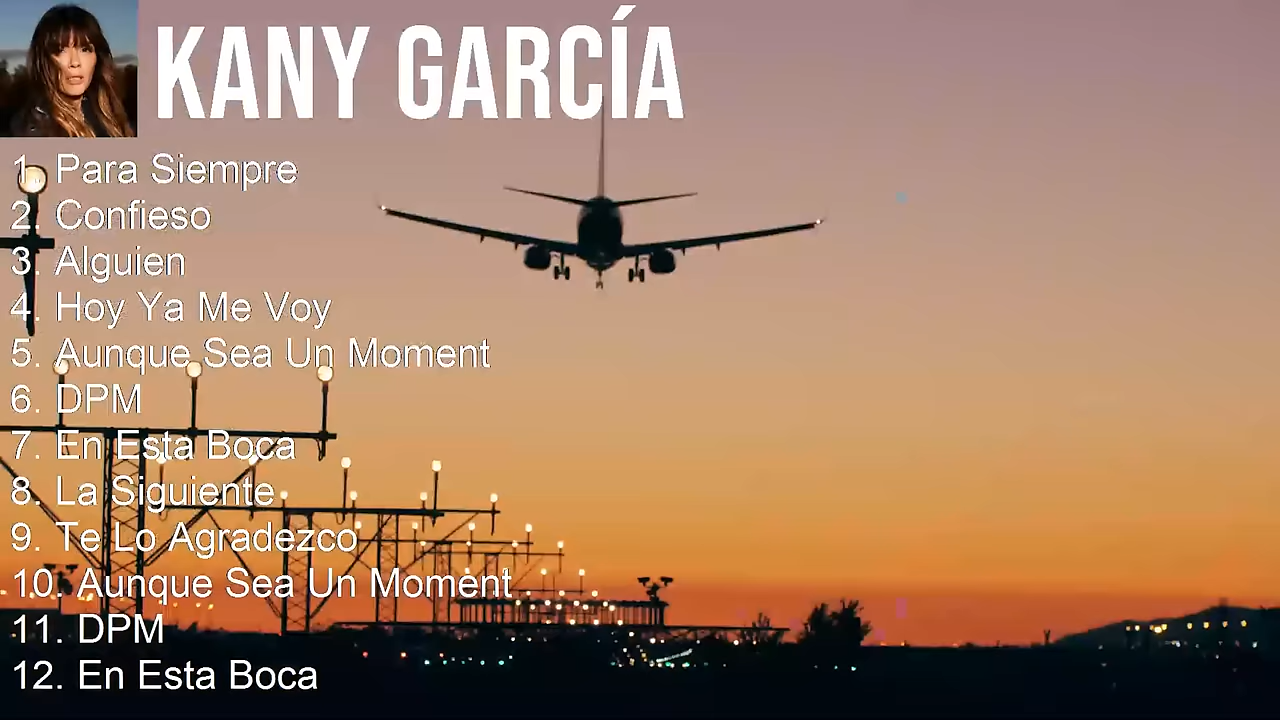 KANY GARCÍA
1. Para Siempre
2. Confieso
3. Alguien
4. Hoy Ya Me Voy
5. Aunque Sea Un Moment
6. DPM
7. En Esta Boca
8. La Siguiente
9. Te Lo Agradezco
10. Aunque Sea Un Moment
11. DPM
12. En Esta Boca